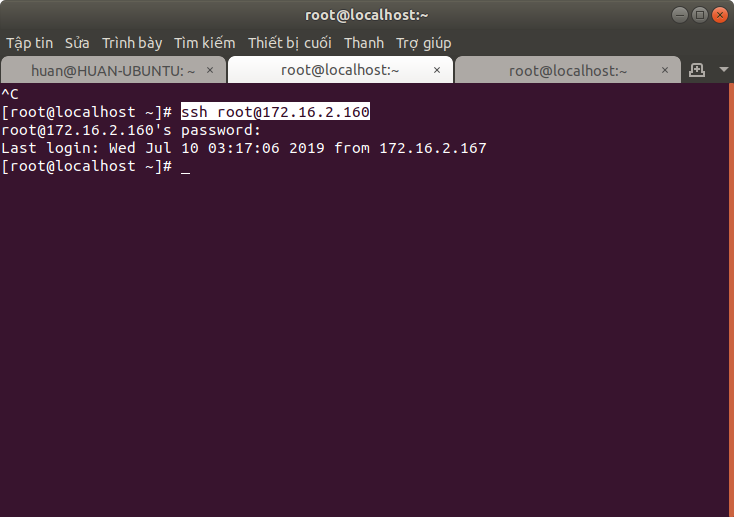 root@localhost:~
Tập tin Sửa Trình bày Tìm kiếm Thiết bị cuối Thanh Trợ giúp
huan@HUAN-UBUNTU: ~ × root@localhost:~ × root@localhost:~ ×
^C
[root@localhost ~]# ssh root@172.16.2.160
root@172.16.2.160's password:
Last login: Wed Jul 10 03:17:06 2019 from 172.16.2.167
[root@localhost ~]# _